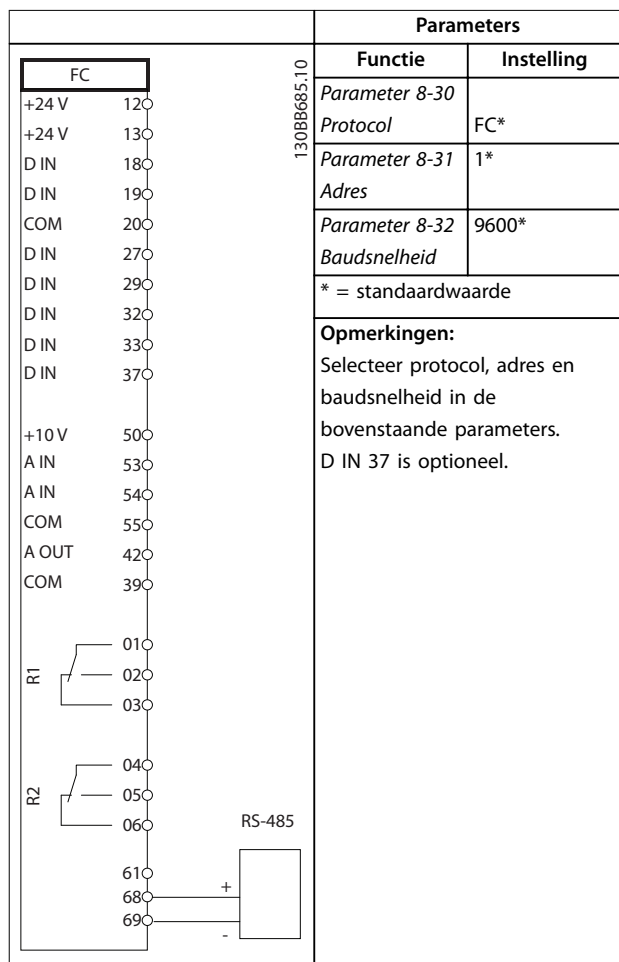 Parameters
Functie Instelling
Parameter 8-30
Protocol FC*
Parameter 8-31 1*
Adres
Parameter 8-32 9600*
Baudsnelheid
* = standaardwaarde
Opmerkingen:
Selecteer protocol, adres en
baudsnelheid in de
bovenstaande parameters.
D IN 37 is optioneel.
130BB685.10
FC
+24 V 12
+24 V 13
D IN 18
D IN 19
COM 20
D IN 27
D IN 29
D IN 32
D IN 33
D IN 37
+10 V 50
A IN 53
A IN 54
COM 55
A OUT 42
COM 39
R1
01
02
03
R2
04
05
06
RS-485
61
68 +
69 -